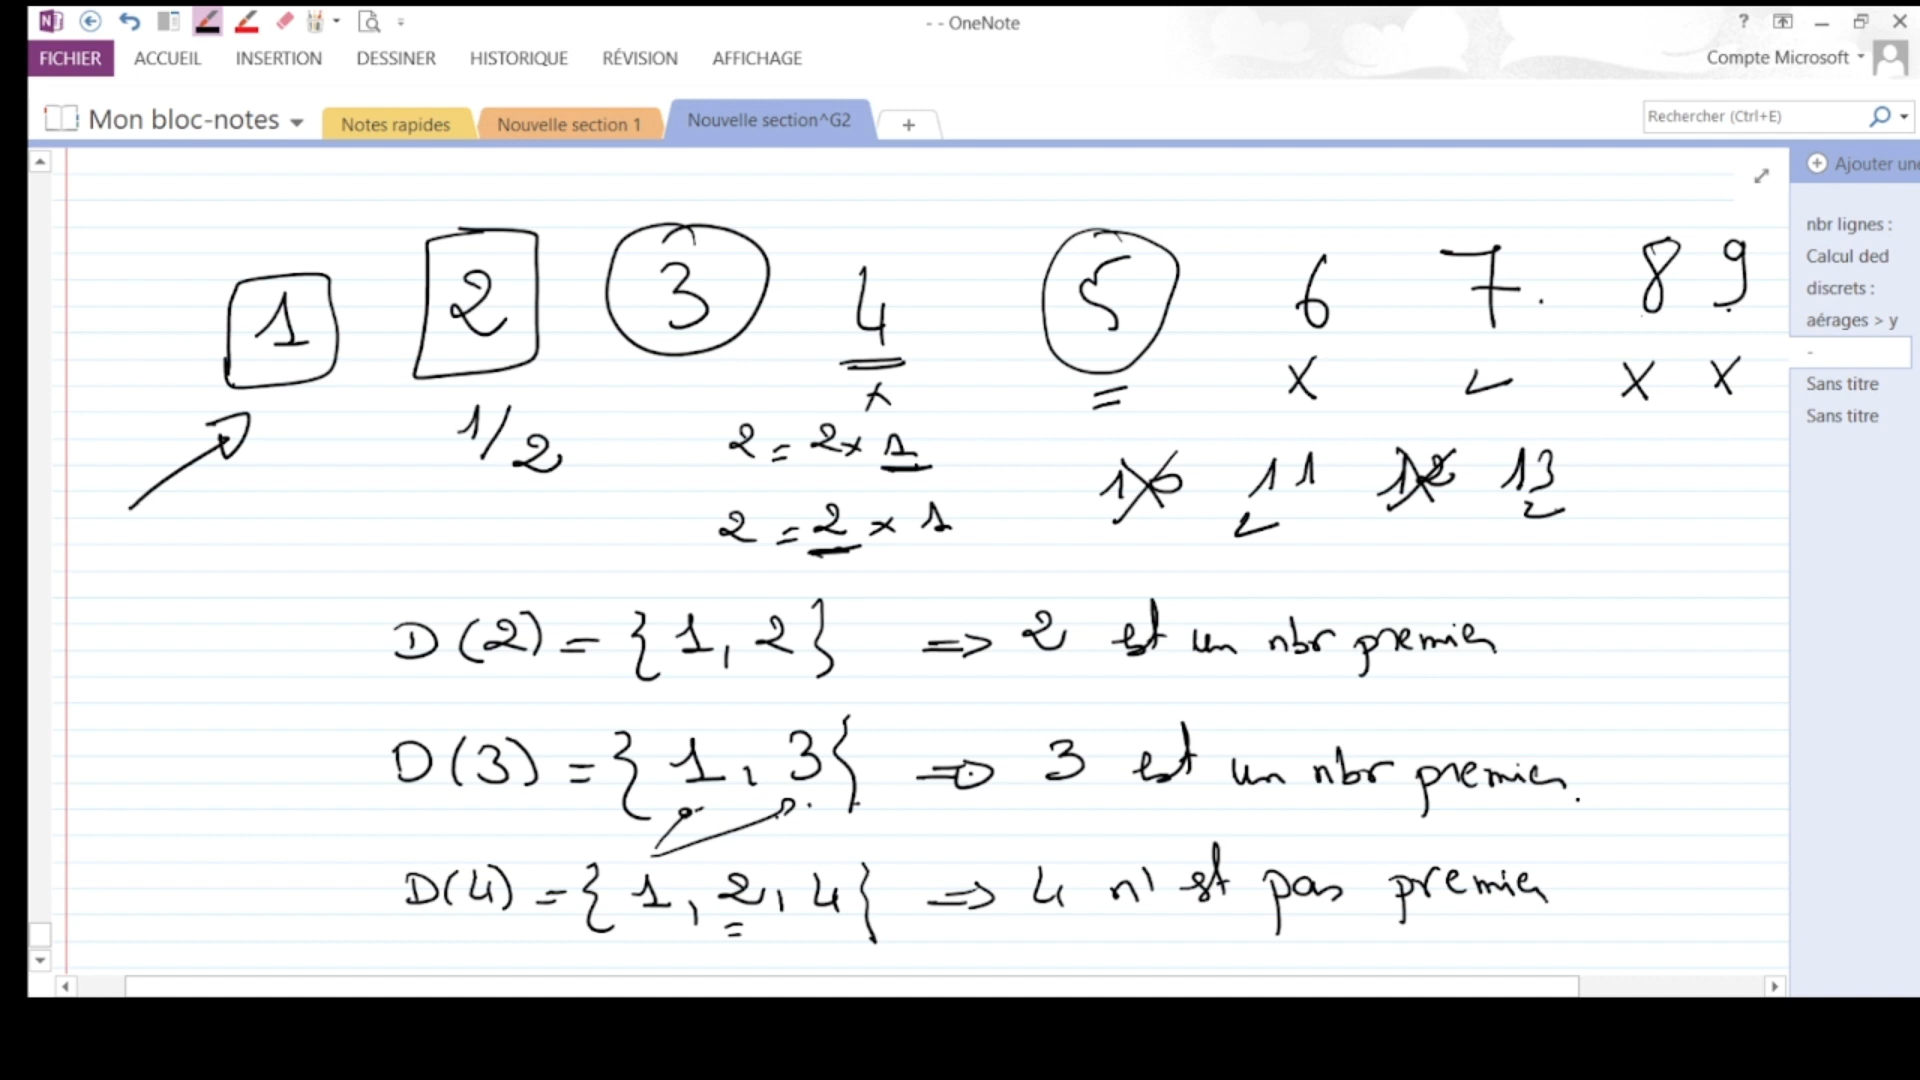 - - OneNote
?
FICHIER ACCUEIL INSERTION DESSINER HISTORIQUE RÉVISION AFFICHAGE
Compte Microsoft
Mon bloc-notes Notes rapides Nouvelle section 1 Nouvelle section^G2 +
Rechercher (Ctrl+E)
Ajouter une
nbr lignes :
Calcul ded
discrets :
aérages > y
-
Sans titre
Sans titre
1 2 3 4 5 6 7. 8 9
x = x x x
1/2
2 = 2 x 1
10 11 12 13
2 = 2 x 1
D(2) = { 1, 2 } => 2 est un nbr premier
D(3) = { 1, 3 { => 3 est un nbr premier.
D(4) = { 1, 2, 4 } => 4 n'est pas premier
=